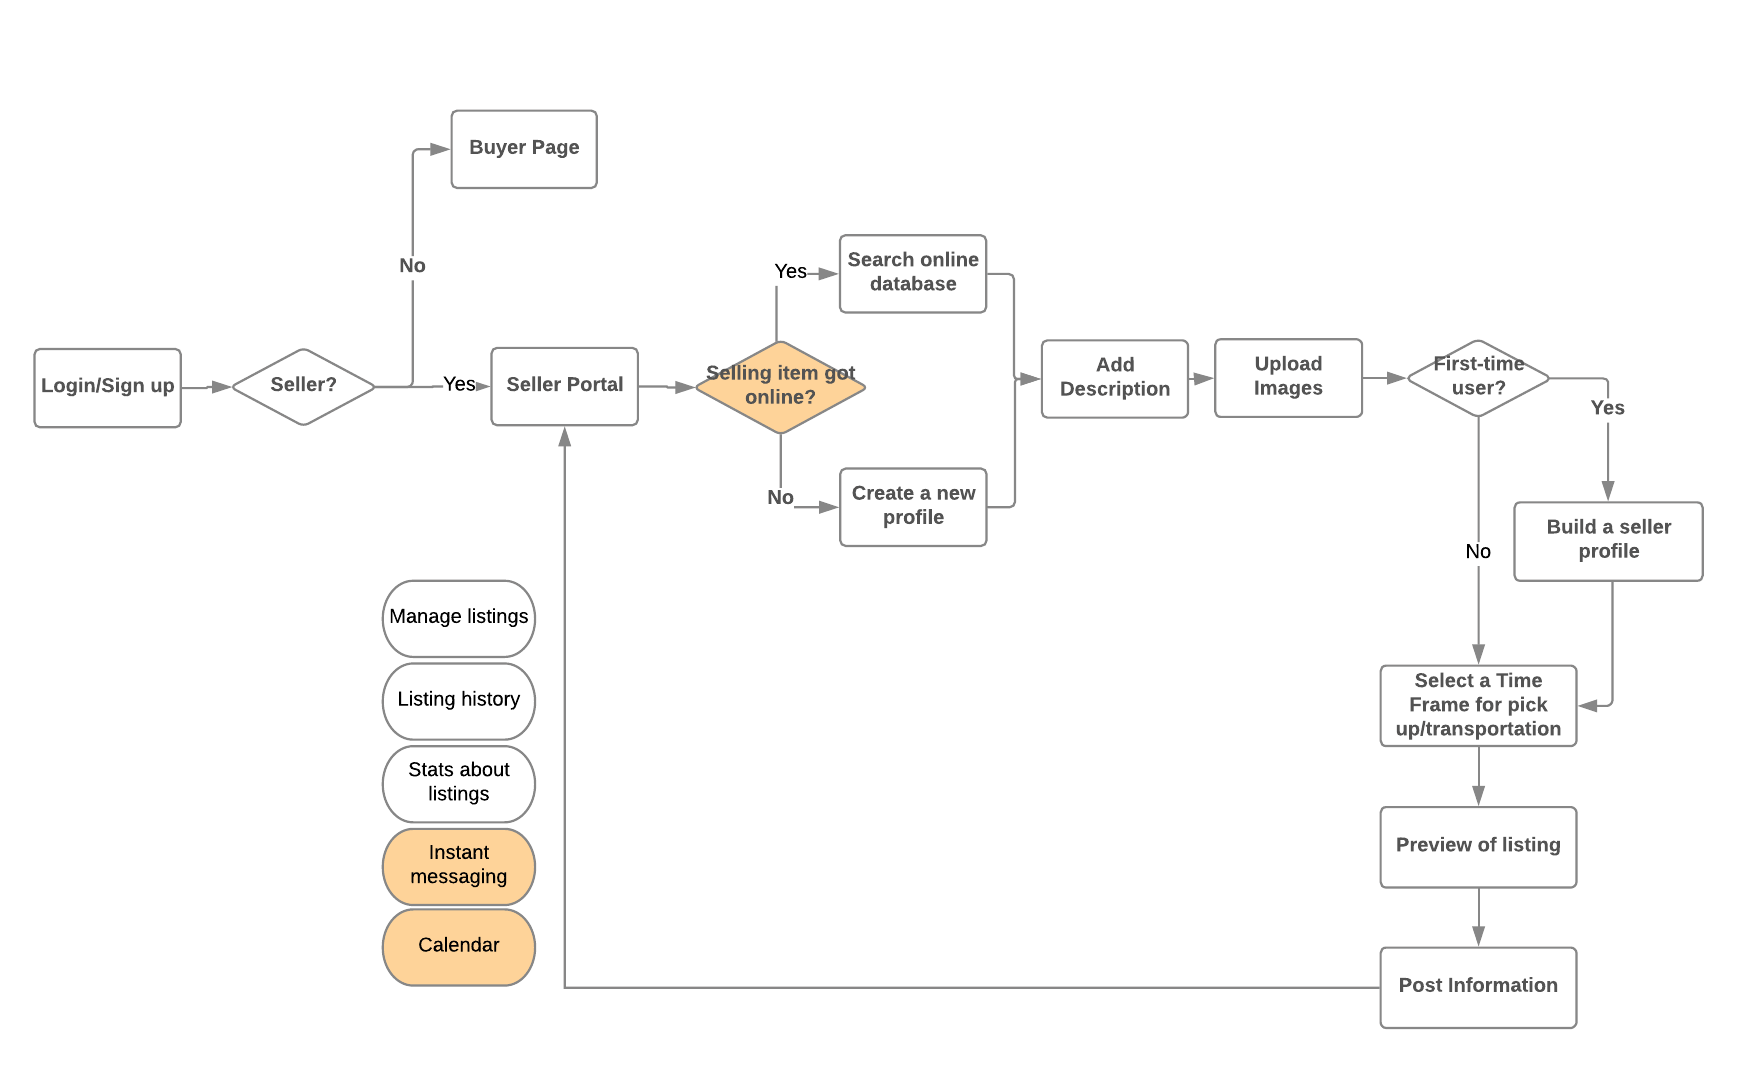 Buyer Page
No
Login/Sign up
Seller?
Yes
Seller Portal
Selling item got
online?
Yes
Search online
database
No
Create a new
profile
Add
Description
Upload
Images
First-time
user?
Yes
Build a seller
profile
No
Select a Time
Frame for pick
up/transportation
Preview of listing
Post Information
Manage listings
Listing history
Stats about
listings
Instant
messaging
Calendar